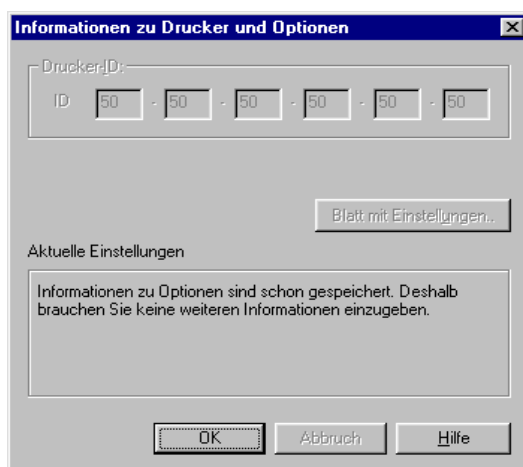 Informationen zu Drucker und Optionen
Drucker-ID:
ID 50 - 50 - 50 - 50 - 50 - 50
Blatt mit Einstellungen..
Aktuelle Einstellungen
Informationen zu Optionen sind schon gespeichert. Deshalb
brauchen Sie keine weiteren Informationen einzugeben.
OK Abbruch Hilfe